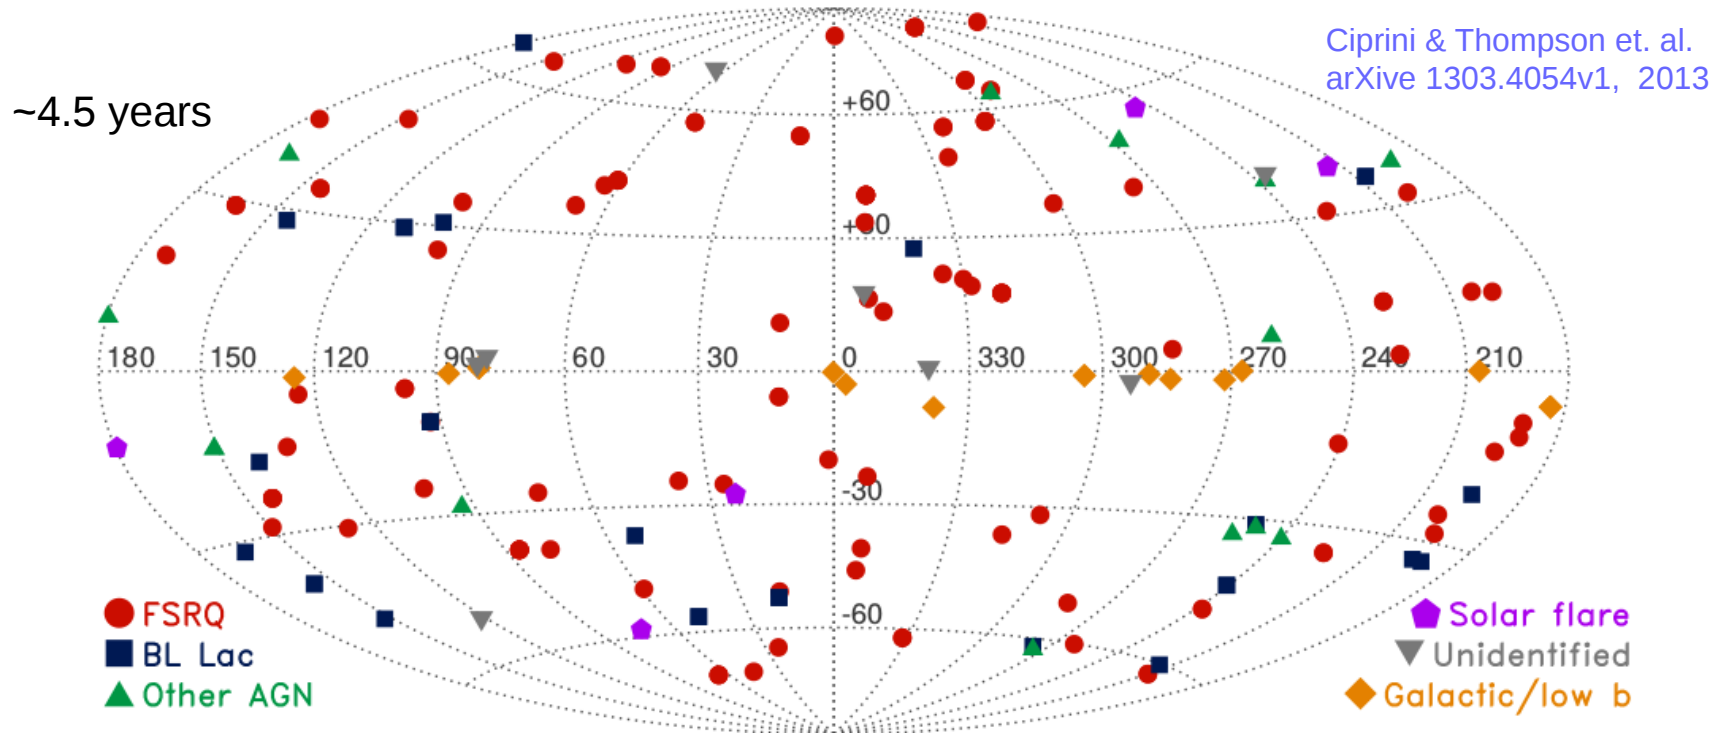 Ciprini & Thompson et. al.
arXive 1303.4054v1,  2013
~4.5 years
+60
+30
180 150 120 90 60 30 0 330 300 270 240 210
-30
-60
FSRQ
BL Lac
Other AGN
Solar flare
Unidentified
Galactic/low b